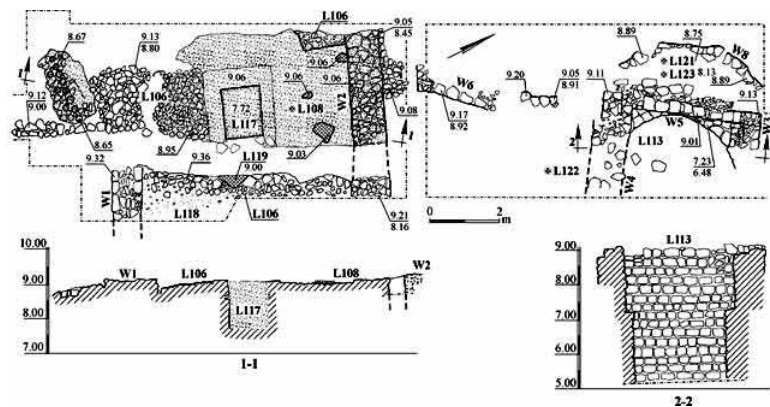 8.67
9.13
8.80
L106
9.05
8.45
9.06
9.06
9.06
9.06
W2
1
L106
9.12
9.00
7.72
L117
L108
9.08
8.65
8.95
9.03
1
9.32
9.36
L119
9.00
W1
L118
L106
9.21
8.16
8.89
8.75
W8
L121
L123
8.13
8.89
W6
9.20
9.05
8.91
9.11
9.13
9.17
8.92
W5
W3
2
L113
9.01
7.23
6.48
L122
W4
0
2
m
10.00
9.00
8.00
7.00
W1
L106
L108
W2
L117
1-1
9.00
8.00
7.00
6.00
5.00
L113
2-2